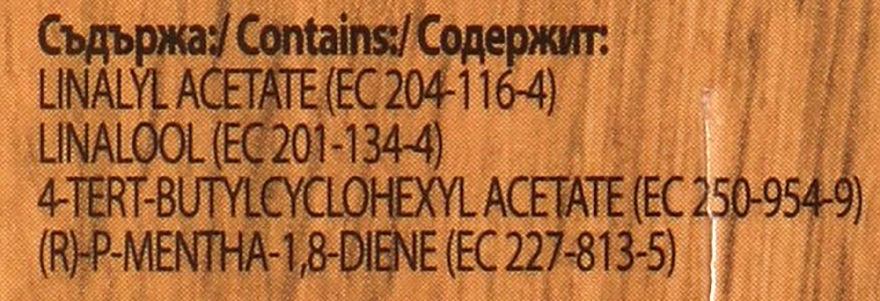 Съдържа:/ Contains:/ Содержит:
LINALYL ACETATE (EC 204-116-4)
LINALOOL (EC 201-134-4)
4-TERT-BUTYLCYCLOHEXYL ACETATE (EC 250-954-9)
(R)-P-MENTHA-1,8-DIENE (EC 227-813-5)